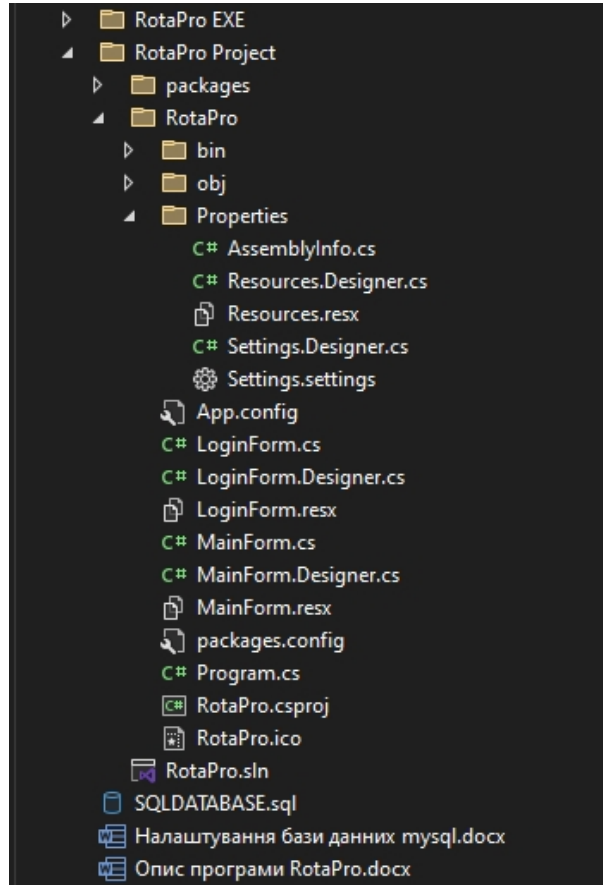 RotaPro EXE
RotaPro Project
packages
RotaPro
bin
obj
Properties
C# AssemblyInfo.cs
C# Resources.Designer.cs
Resources.resx
C# Settings.Designer.cs
Settings.settings
App.config
C# LoginForm.cs
C# LoginForm.Designer.cs
LoginForm.resx
C# MainForm.cs
C# MainForm.Designer.cs
MainForm.resx
packages.config
C# Program.cs
C# RotaPro.csproj
RotaPro.ico
RotaPro.sln
SQLDATABASE.sql
Налаштування бази данних mysql.docx
Опис програми RotaPro.docx